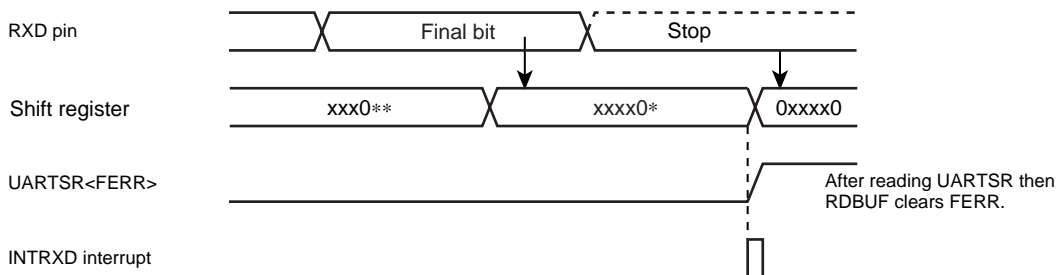 RXD pin
Final bit
Stop
Shift register
xxx0**
xxxx0*
0xxxx0
UARTSR<FERR>
After reading UARTSR then
RDBUF clears FERR.
INTRXD interrupt